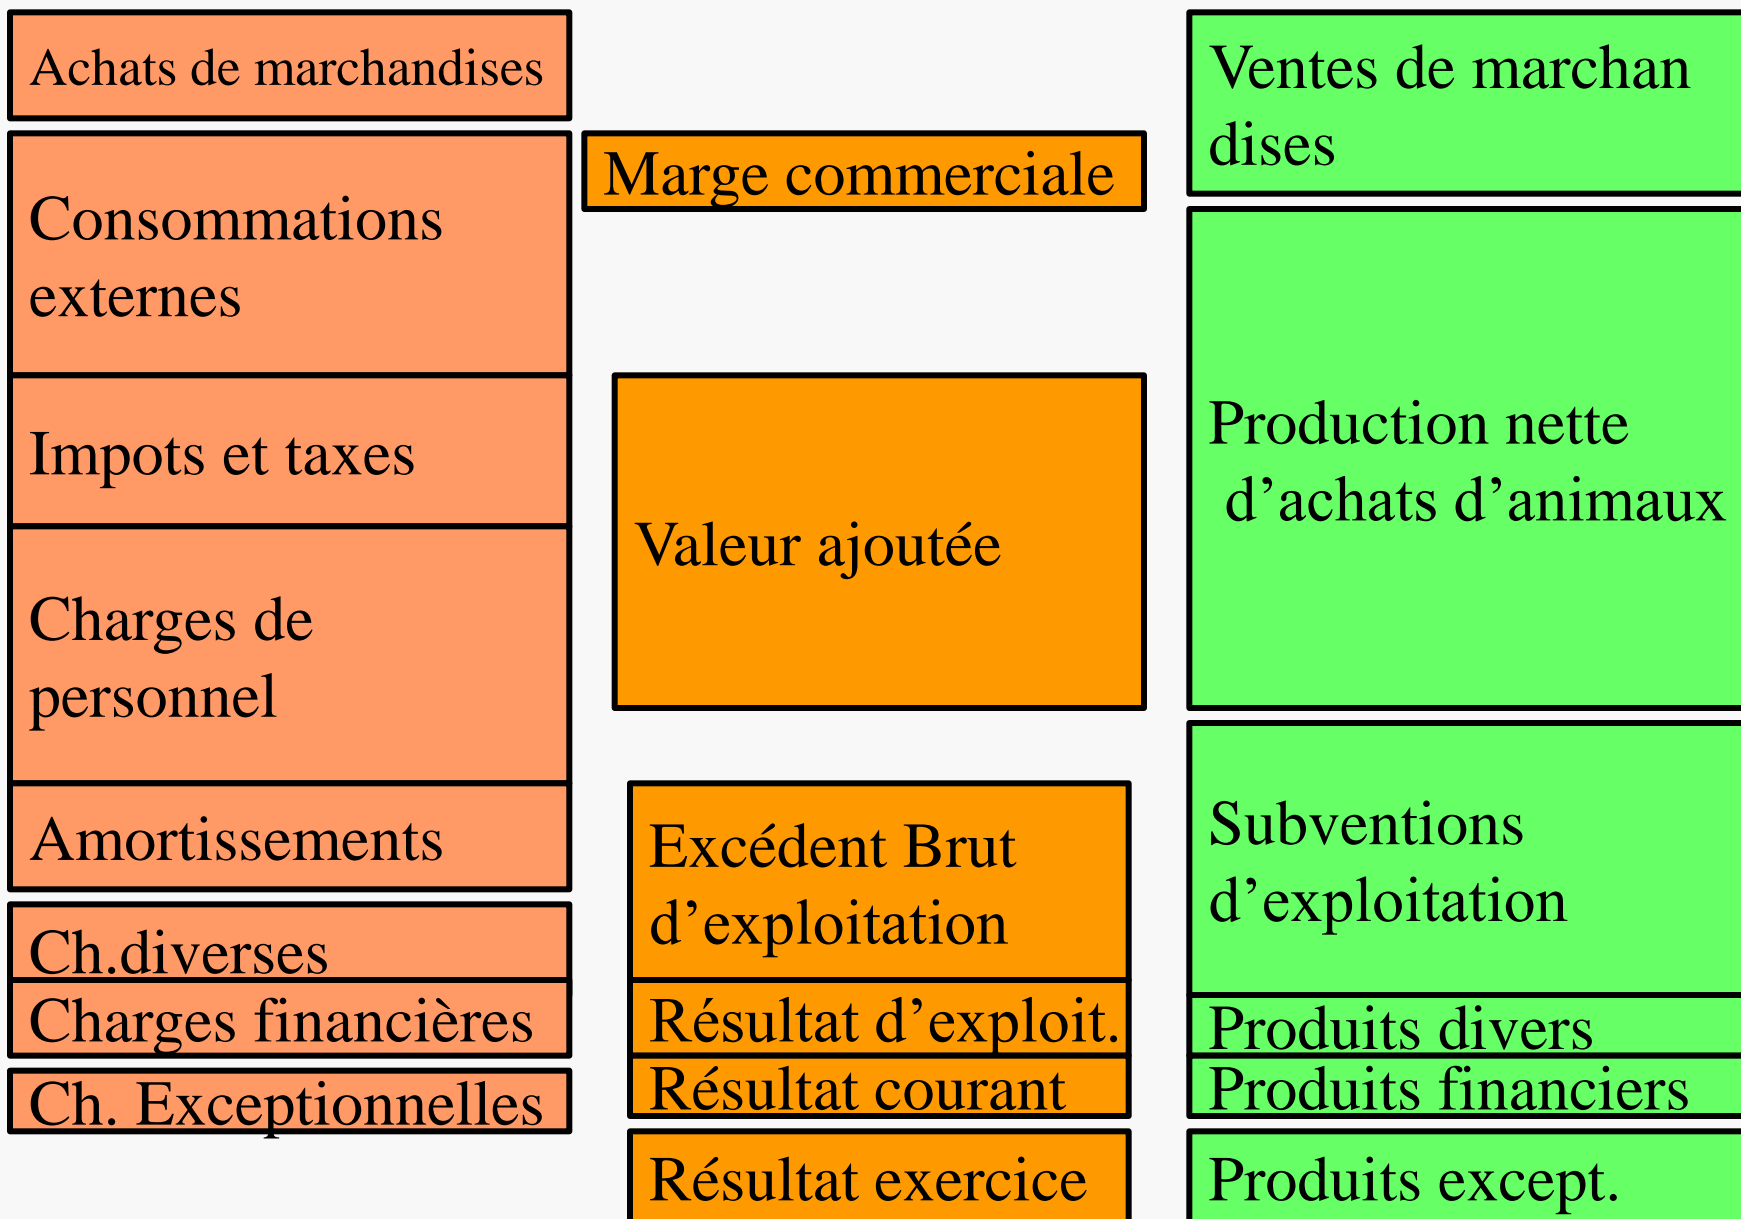 Achats de marchandises
Consommations
externes
Impots et taxes
Charges de
personnel
Amortissements
Ch.diverses
Charges financières
Ch. Exceptionnelles
Marge commerciale
Valeur ajoutée
Excédent Brut
d’exploitation
Résultat d’exploit.
Résultat courant
Résultat exercice
Ventes de marchan
dises
Production nette
d’achats d’animaux
Subventions
d’exploitation
Produits divers
Produits financiers
Produits except.